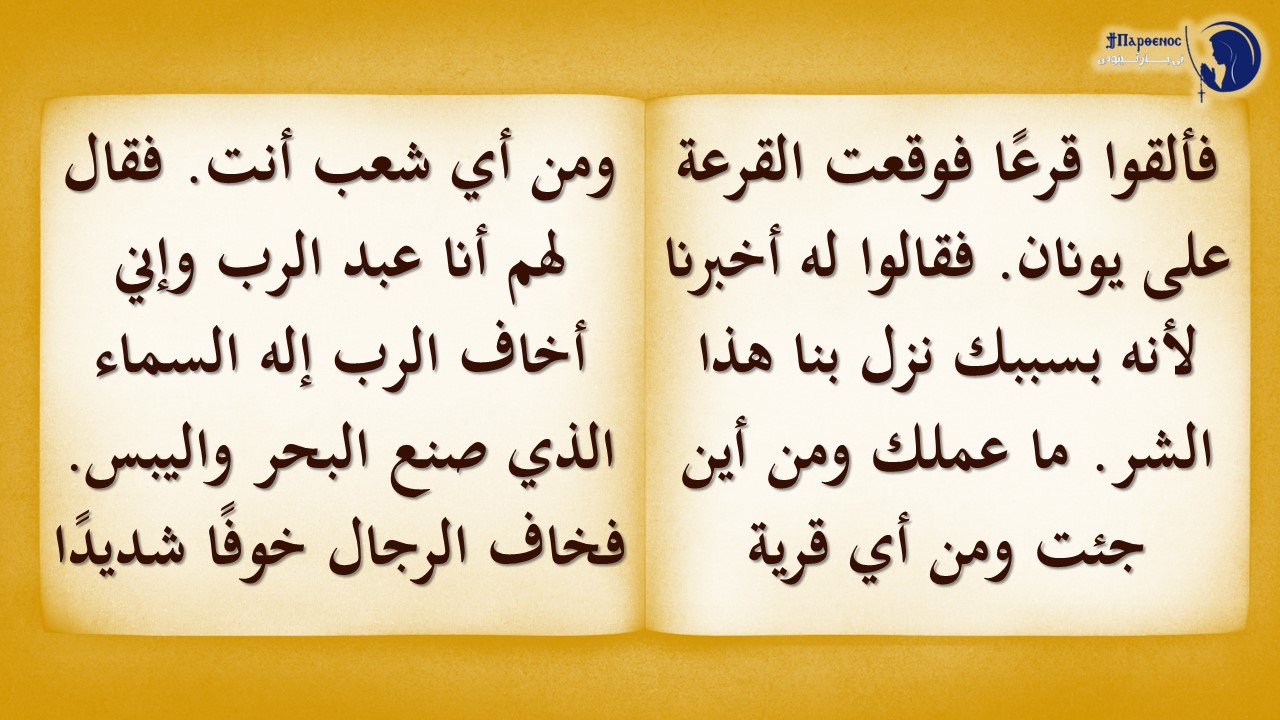 ϮΠαρθενος
تي بارثينوس
فألقوا قرعًا فوقعت القرعة
على يونان. فقالوا له أخبرنا
لأنه بسببك نزل بنا هذا
الشر. ما عملك ومن أين
جئت ومن أي قرية
ومن أي شعب أنت. فقال
لهم أنا عبد الرب وإني
أخاف الرب إله السماء
الذي صنع البحر واليبس.
فخاف الرجال خوفًا شديدًا